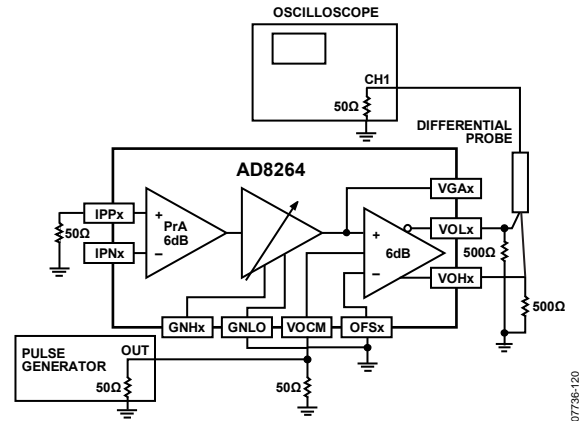 OSCILLOSCOPE
CH1
50Ω
DIFFERENTIAL
PROBE
AD8264
IPPx
+
PrA
6dB
VGAx
50Ω
IPNx
–
+
6dB
–
VOLx
500Ω
VOHx
500Ω
GNHx
GNLO
VOCM
OFSx
PULSE
GENERATOR
OUT
50Ω
50Ω
07736-120